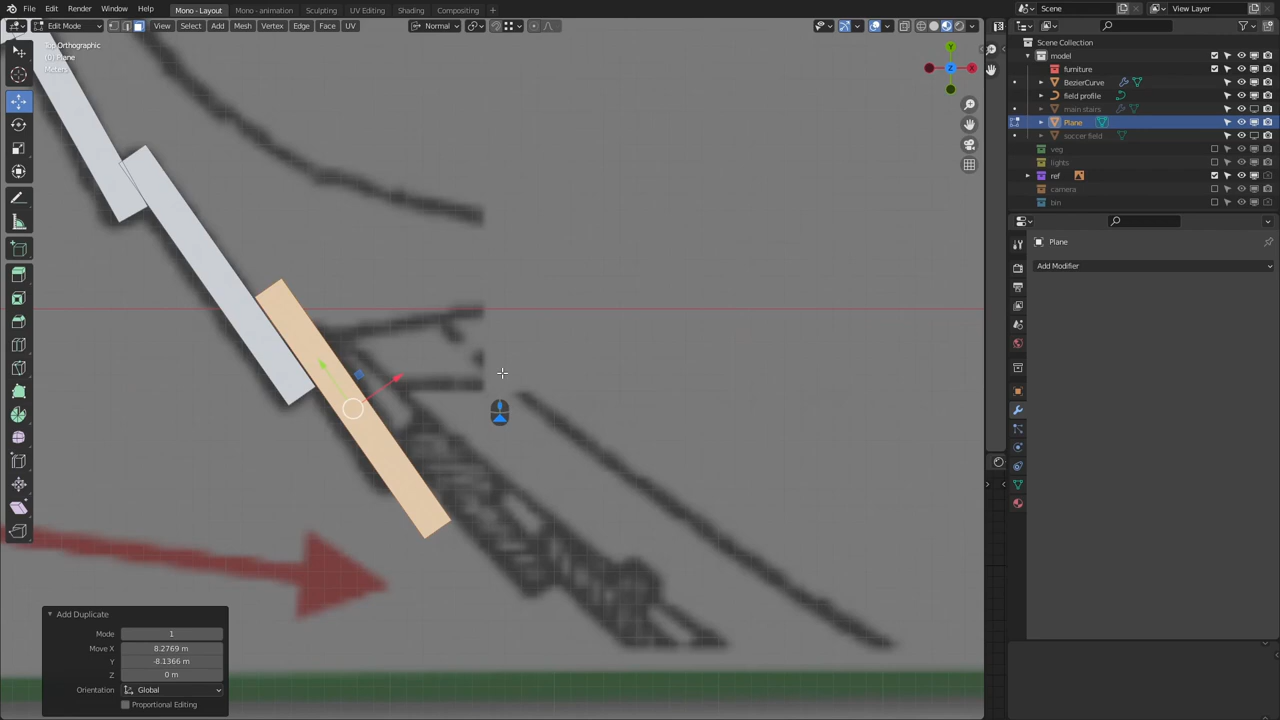 File Edit Render Window Help Mono - Layout Mono - animation Sculpting UV Editing Shading Compositing + Scene View Layer
Edit Mode View Select Add Mesh Vertex Edge Face UV Normal
Top Orthographic
(0) Plane
Meters
Y
Z X
Scene Collection
model
furniture
BezierCurve
field profile
main stairs
Plane
soccer field
veg
lights
ref
camera
bin
Plane
Add Modifier
Add Duplicate
Mode 1
Move X 8.2769 m
Y -8.1366 m
Z 0 m
Orientation Global
Proportional Editing